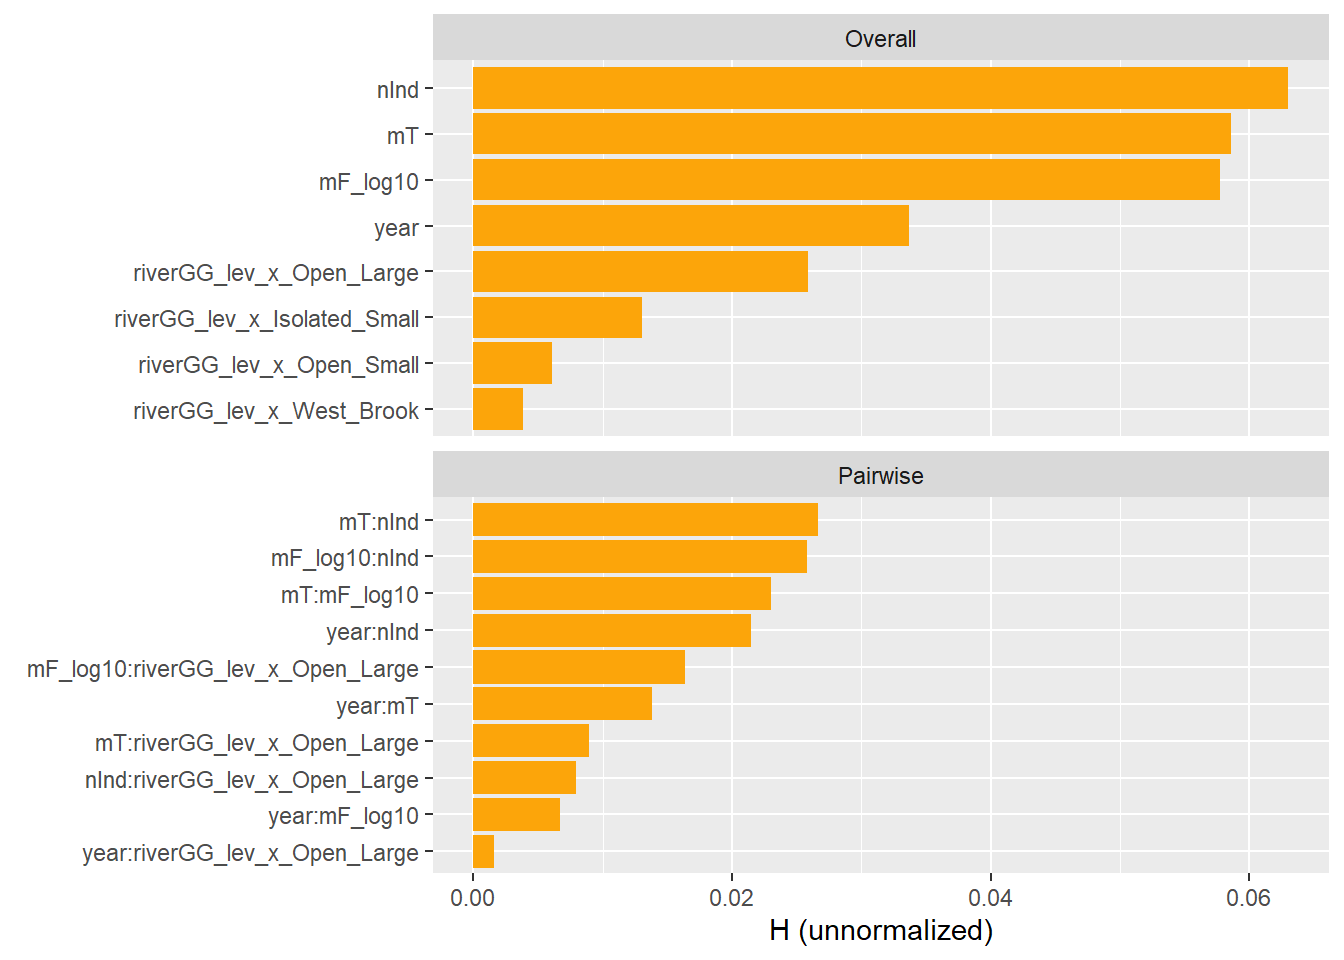 Overall
nInd
mT
mF_log10
year
riverGG_lev_x_Open_Large
riverGG_lev_x_Isolated_Small
riverGG_lev_x_Open_Small
riverGG_lev_x_West_Brook
Pairwise
mT:nInd
mF_log10:nInd
mT:mF_log10
year:nInd
mF_log10:riverGG_lev_x_Open_Large
year:mT
mT:riverGG_lev_x_Open_Large
nInd:riverGG_lev_x_Open_Large
year:mF_log10
year:riverGG_lev_x_Open_Large
0.00 0.02 0.04 0.06
H (unnormalized)